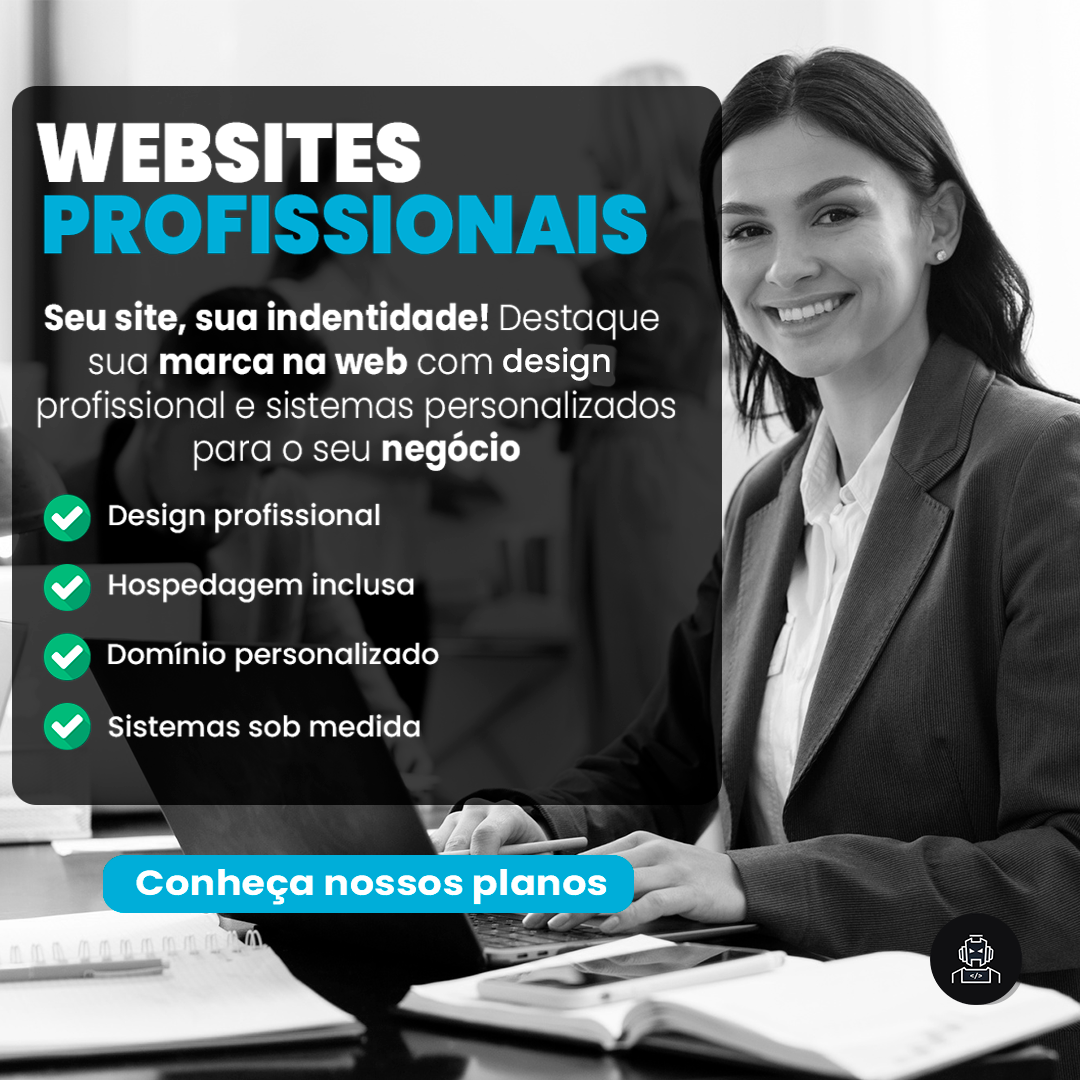 WEBSITES
PROFISSIONAIS
Seu site, sua indentidade! Destaque
sua marca na web com design
profissional e sistemas personalizados
para o seu negócio
Design profissional
Hospedagem inclusa
Domínio personalizado
Sistemas sob medida
Conheça nossos planos
</>